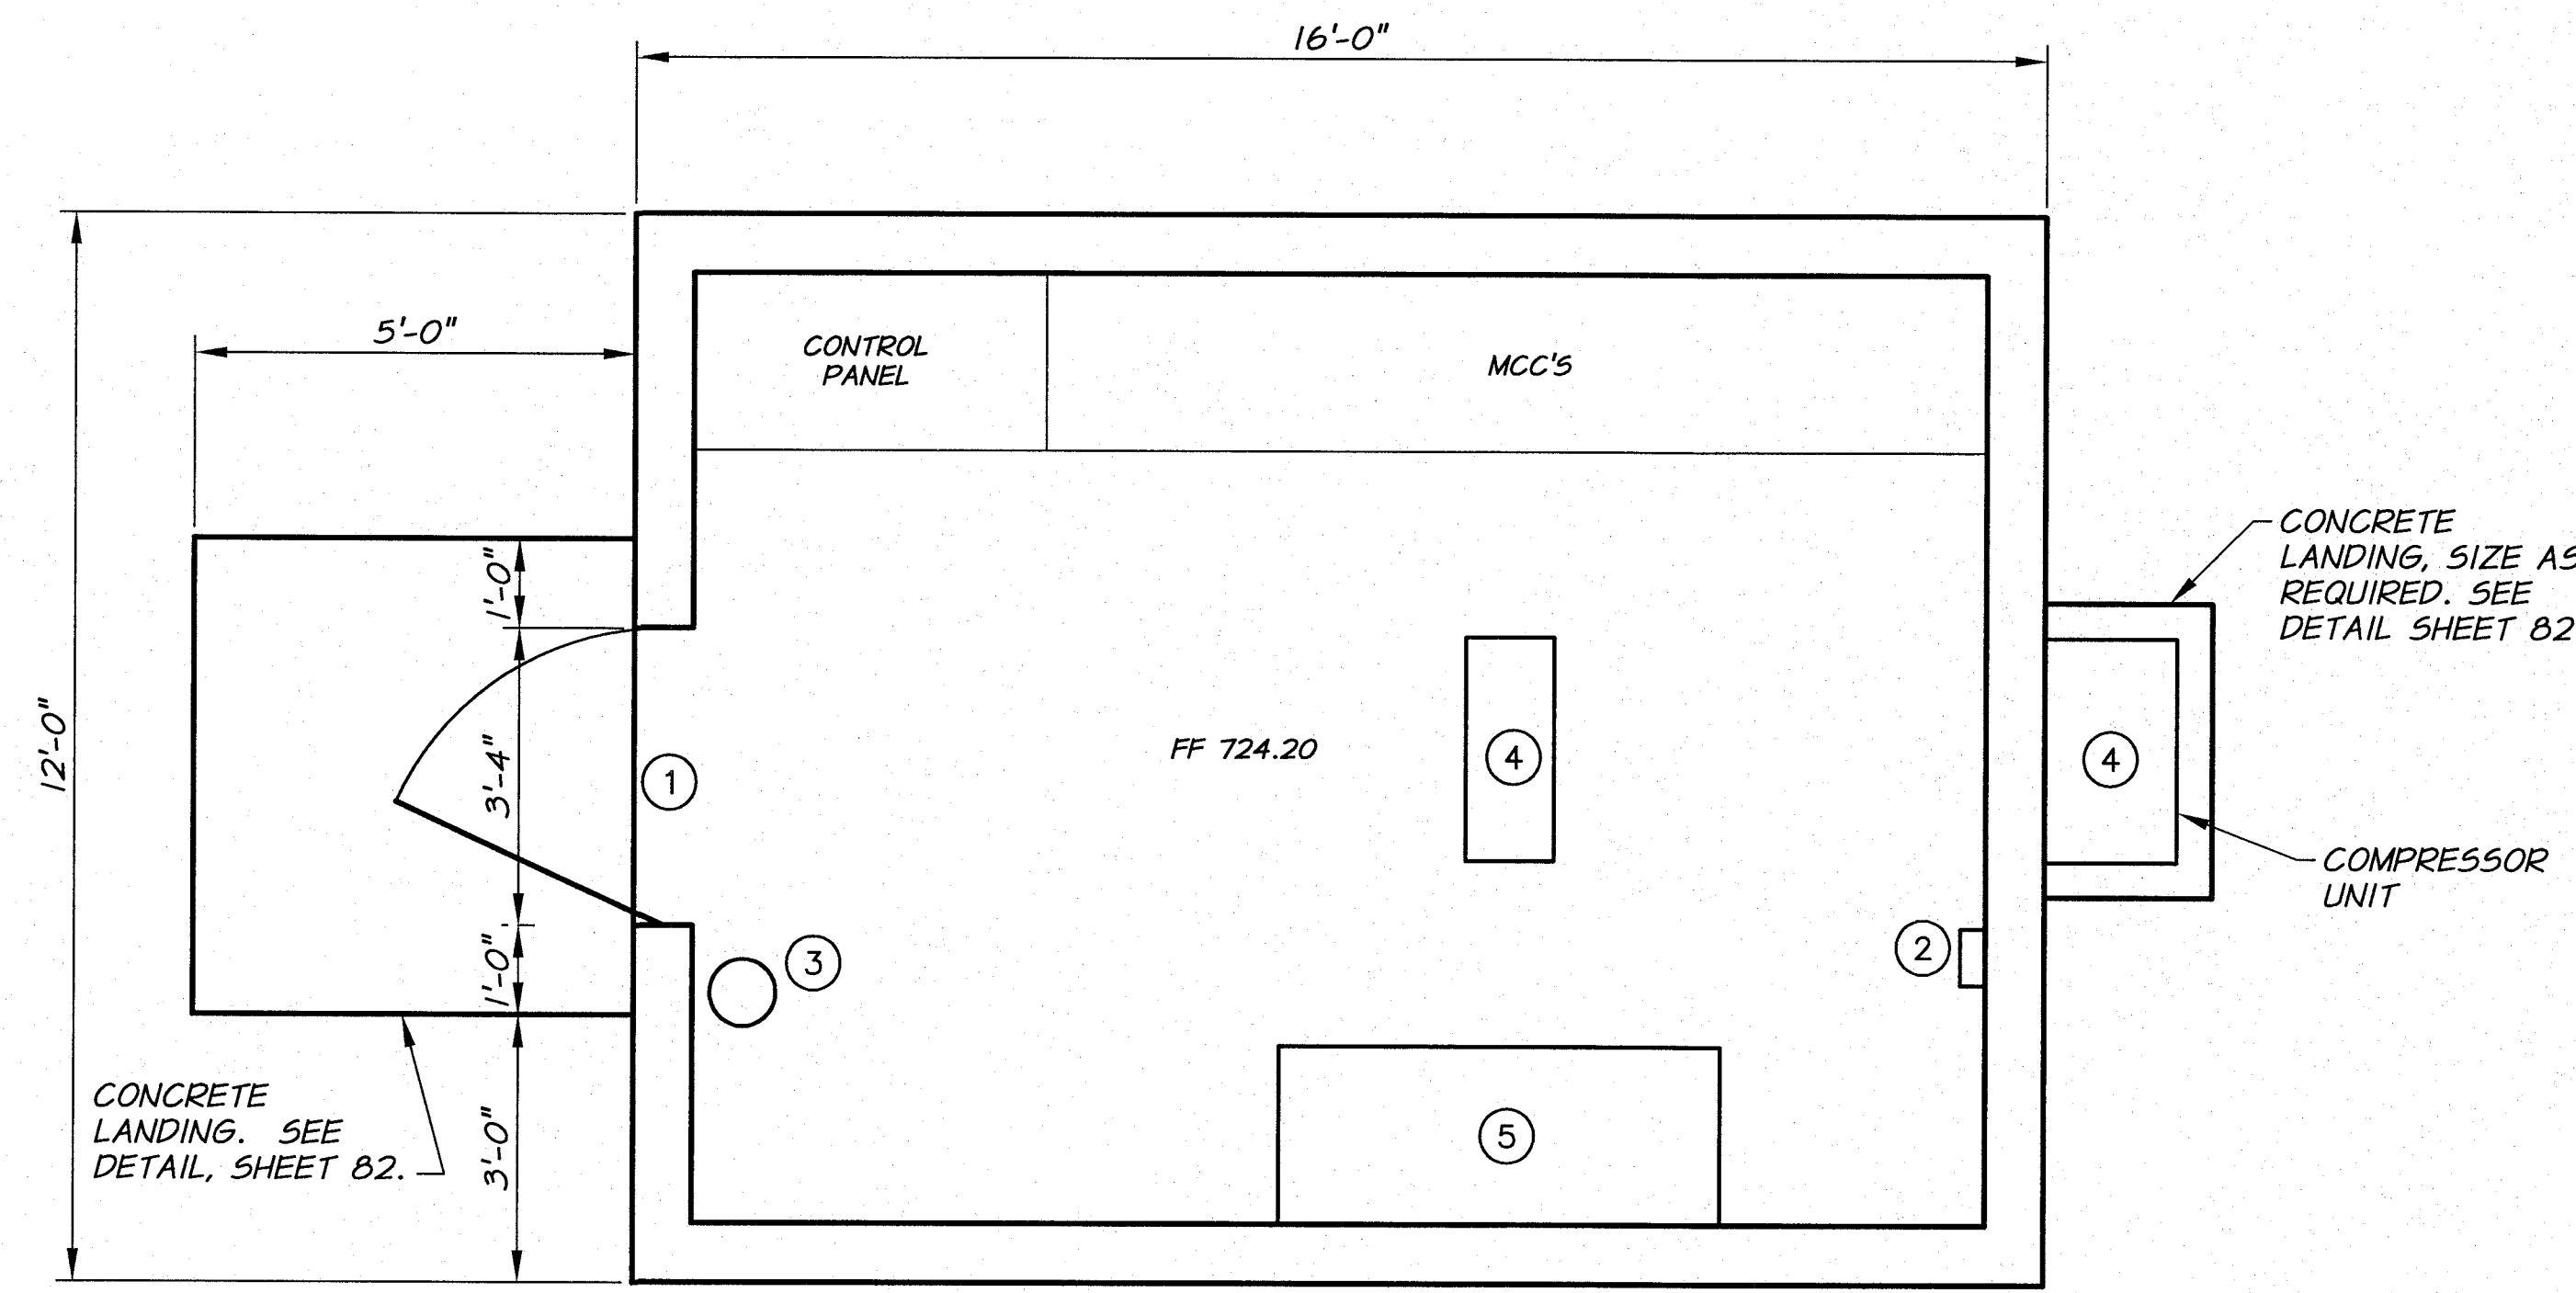 16'-0"
5'-0"
CONTROL
PANEL
MCC'S
CONCRETE
LANDING, SIZE AS
REQUIRED. SEE
DETAIL SHEET 82
1'-0"
12'-0"
3'-4"
1
FF 724.20
4
4
COMPRESSOR
UNIT
1'-0"
3
2
CONCRETE
LANDING. SEE
DETAIL, SHEET 82.
3'-0"
5